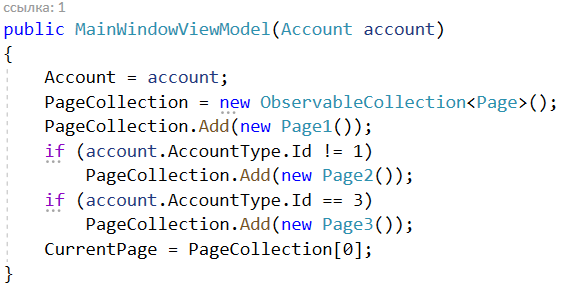 ссылка: 1
public MainWindowViewModel(Account account)
{
    Account = account;
    PageCollection = new ObservableCollection<Page>();
    PageCollection.Add(new Page1());
    if (account.AccountType.Id != 1)
        PageCollection.Add(new Page2());
    if (account.AccountType.Id == 3)
        PageCollection.Add(new Page3());
    CurrentPage = PageCollection[0];
}